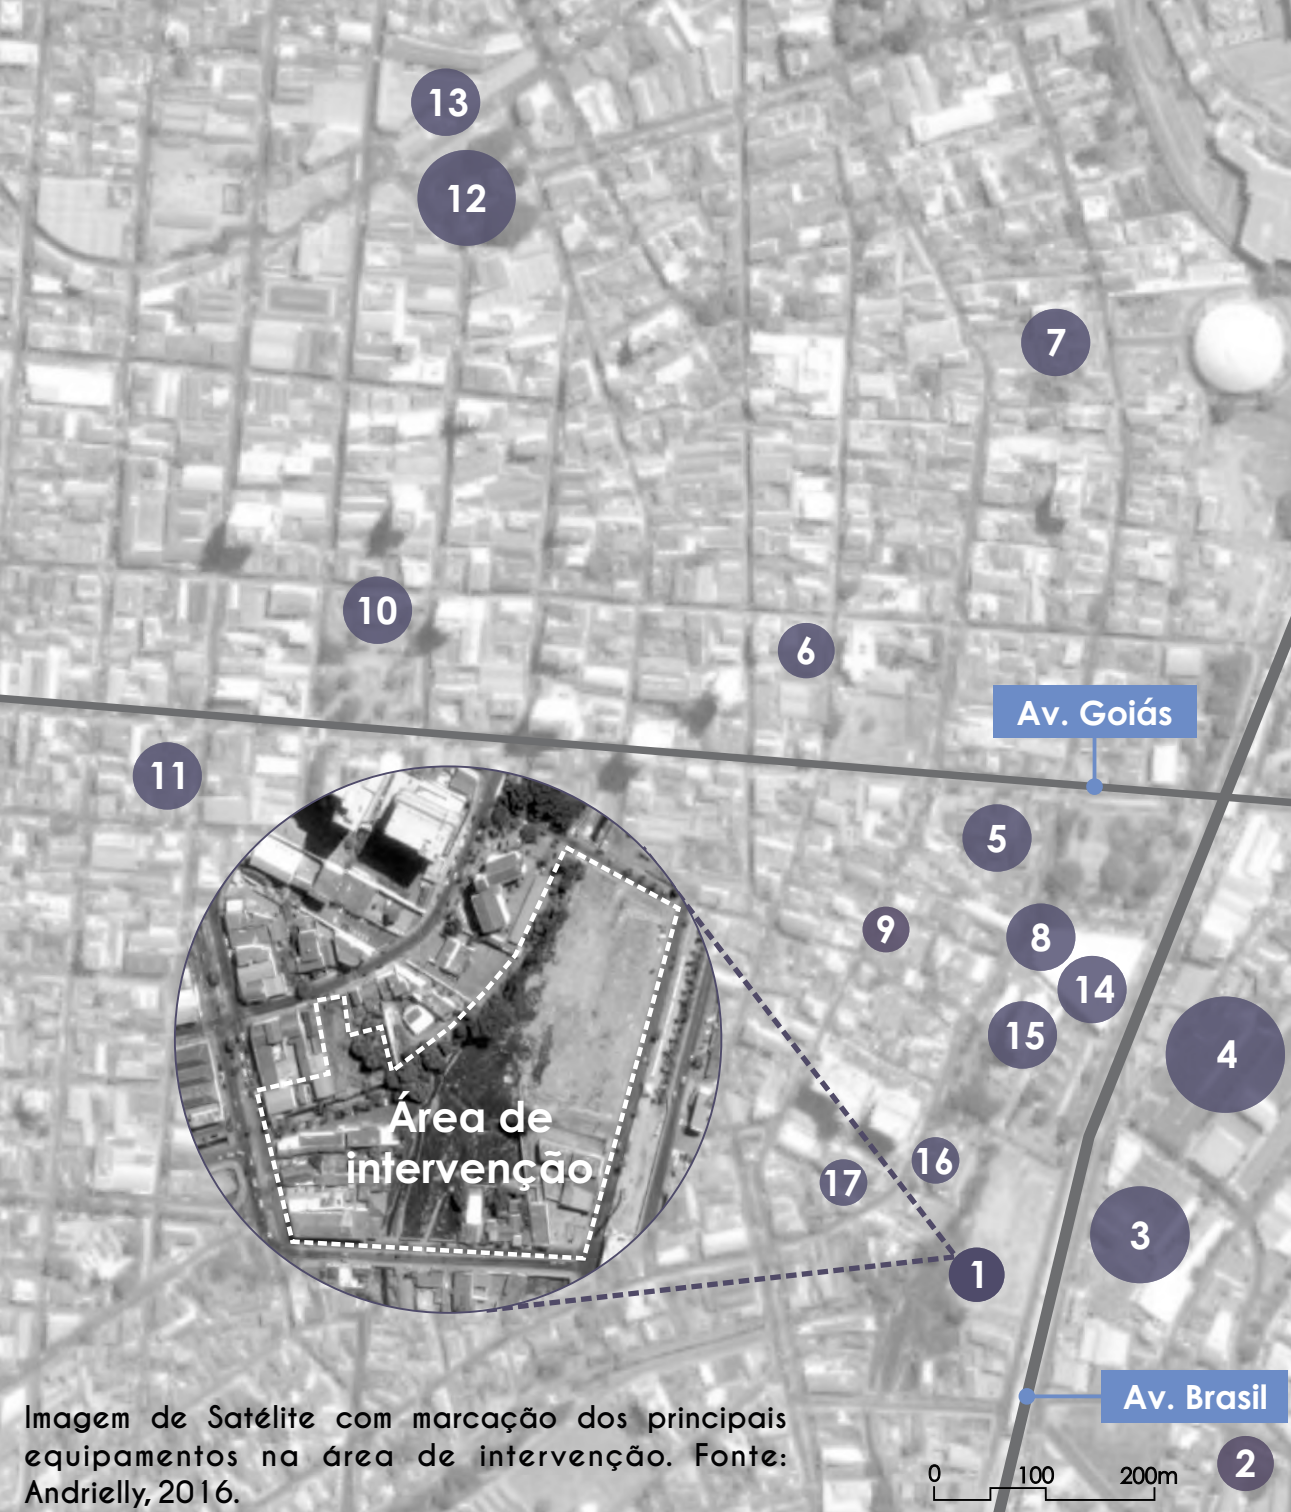 13
12
7
10
6
Av. Goiás
11
5
9
8
14
15
4
Área de
intervenção
16
17
3
1
Av. Brasil
Imagem de Satélite com marcação dos principais
equipamentos na área de intervenção. Fonte:
Andrielly, 2016.
0 100 200m
2